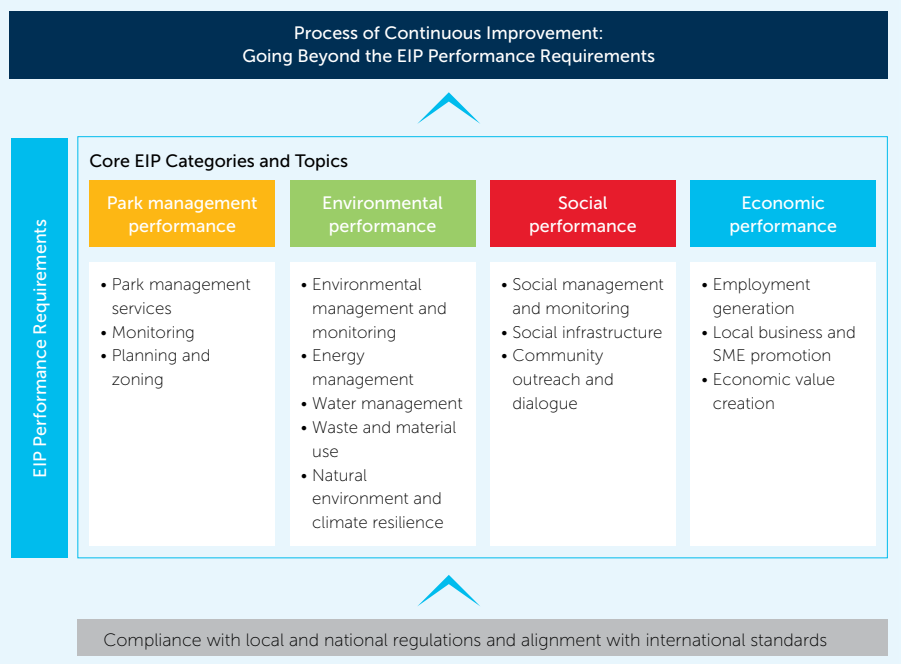 Process of Continuous Improvement:
Going Beyond the EIP Performance Requirements
EIP Performance Requirements
Core EIP Categories and Topics
Park management
performance
• Park management
services
• Monitoring
• Planning and
zoning
Environmental
performance
• Environmental
management and
monitoring
• Energy
management
• Water management
• Waste and material
use
• Natural
environment and
climate resilience
Social
performance
• Social management
and monitoring
• Social infrastructure
• Community
outreach and
dialogue
Economic
performance
• Employment
generation
• Local business and
SME promotion
• Economic value
creation
Compliance with local and national regulations and alignment with international standards